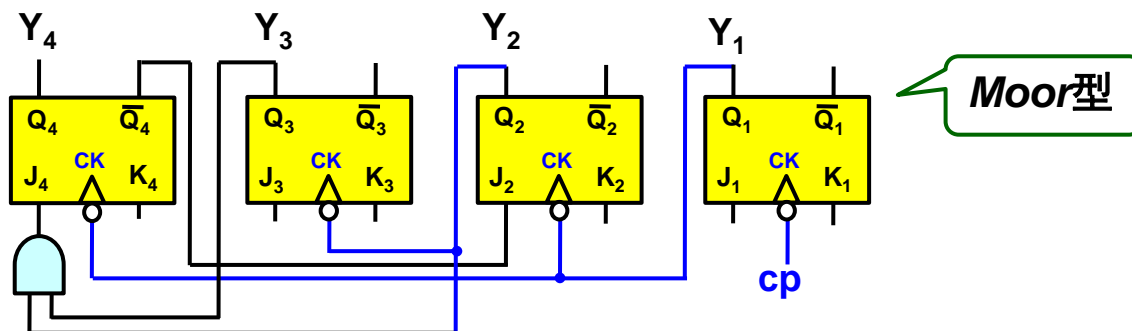 Y₄ Y₃ Y₂ Y₁
Moor型
Q₄ Q̅₄ Q₃ Q̅₃ Q₂ Q̅₂ Q₁ Q̅₁
CK CK CK CK
J₄ K₄ J₃ K₃ J₂ K₂ J₁ K₁
cp